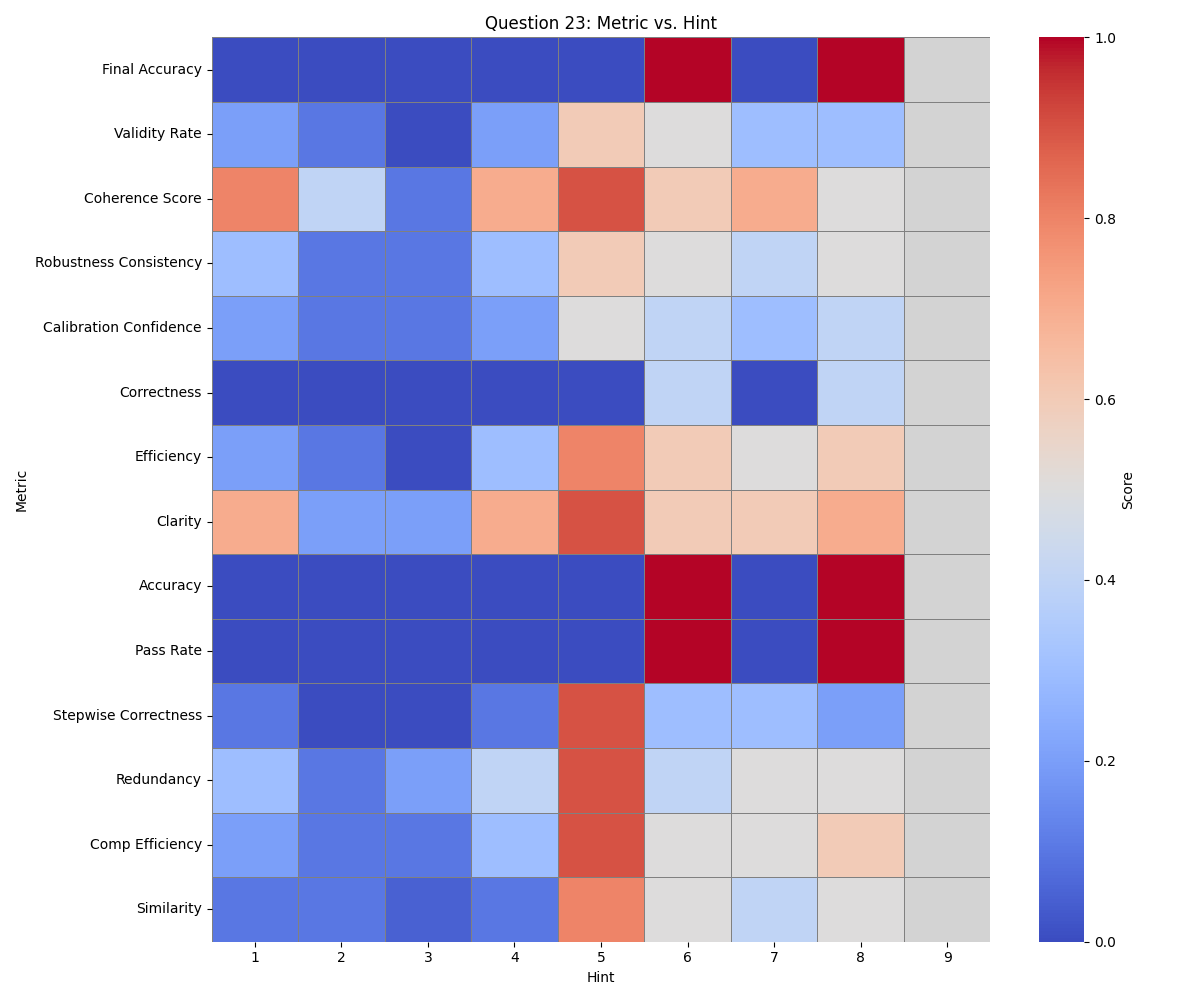 Question 23: Metric vs. Hint
Metric
Final Accuracy
Validity Rate
Coherence Score
Robustness Consistency
Calibration Confidence
Correctness
Efficiency
Clarity
Accuracy
Pass Rate
Stepwise Correctness
Redundancy
Comp Efficiency
Similarity
1 2 3 4 5 6 7 8 9
Hint
1.0
0.8
0.6
0.4
0.2
0.0
Score